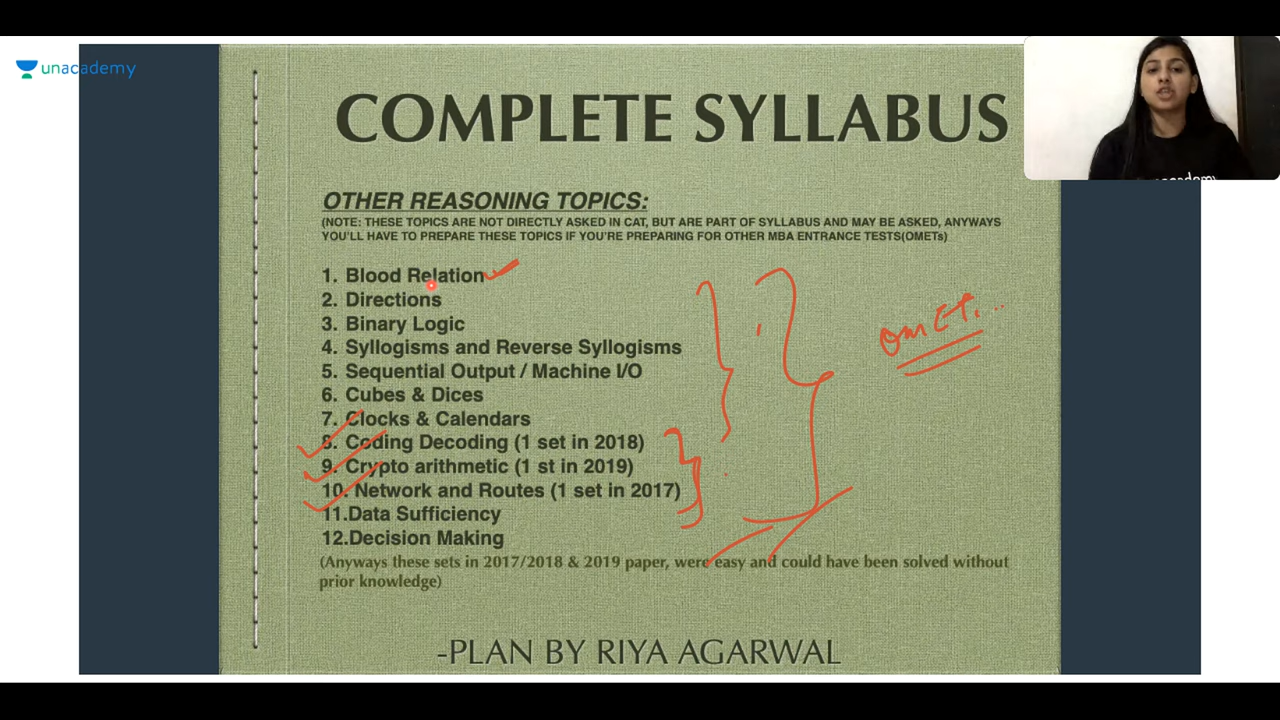 unacademy
COMPLETE SYLLABUS
OTHER REASONING TOPICS:
(NOTE: THESE TOPICS ARE NOT DIRECTLY ASKED IN CAT, BUT ARE PART OF SYLLABUS AND MAY BE ASKED, ANYWAYS
YOU'LL HAVE TO PREPARE THESE TOPICS IF YOU'RE PREPARING FOR OTHER MBA ENTRANCE TESTS(OMETs)
1. Blood Relation
2. Directions
3. Binary Logic
4. Syllogisms and Reverse Syllogisms
5. Sequential Output / Machine I/O
6. Cubes & Dices
7. Clocks & Calendars
8. Coding Decoding (1 set in 2018)
9. Crypto arithmetic (1 st in 2019)
10. Network and Routes (1 set in 2017)
11.Data Sufficiency
12.Decision Making
(Anyways these sets in 2017/2018 & 2019 paper, were easy and could have been solved without
prior knowledge)
-PLAN BY RIYA AGARWAL